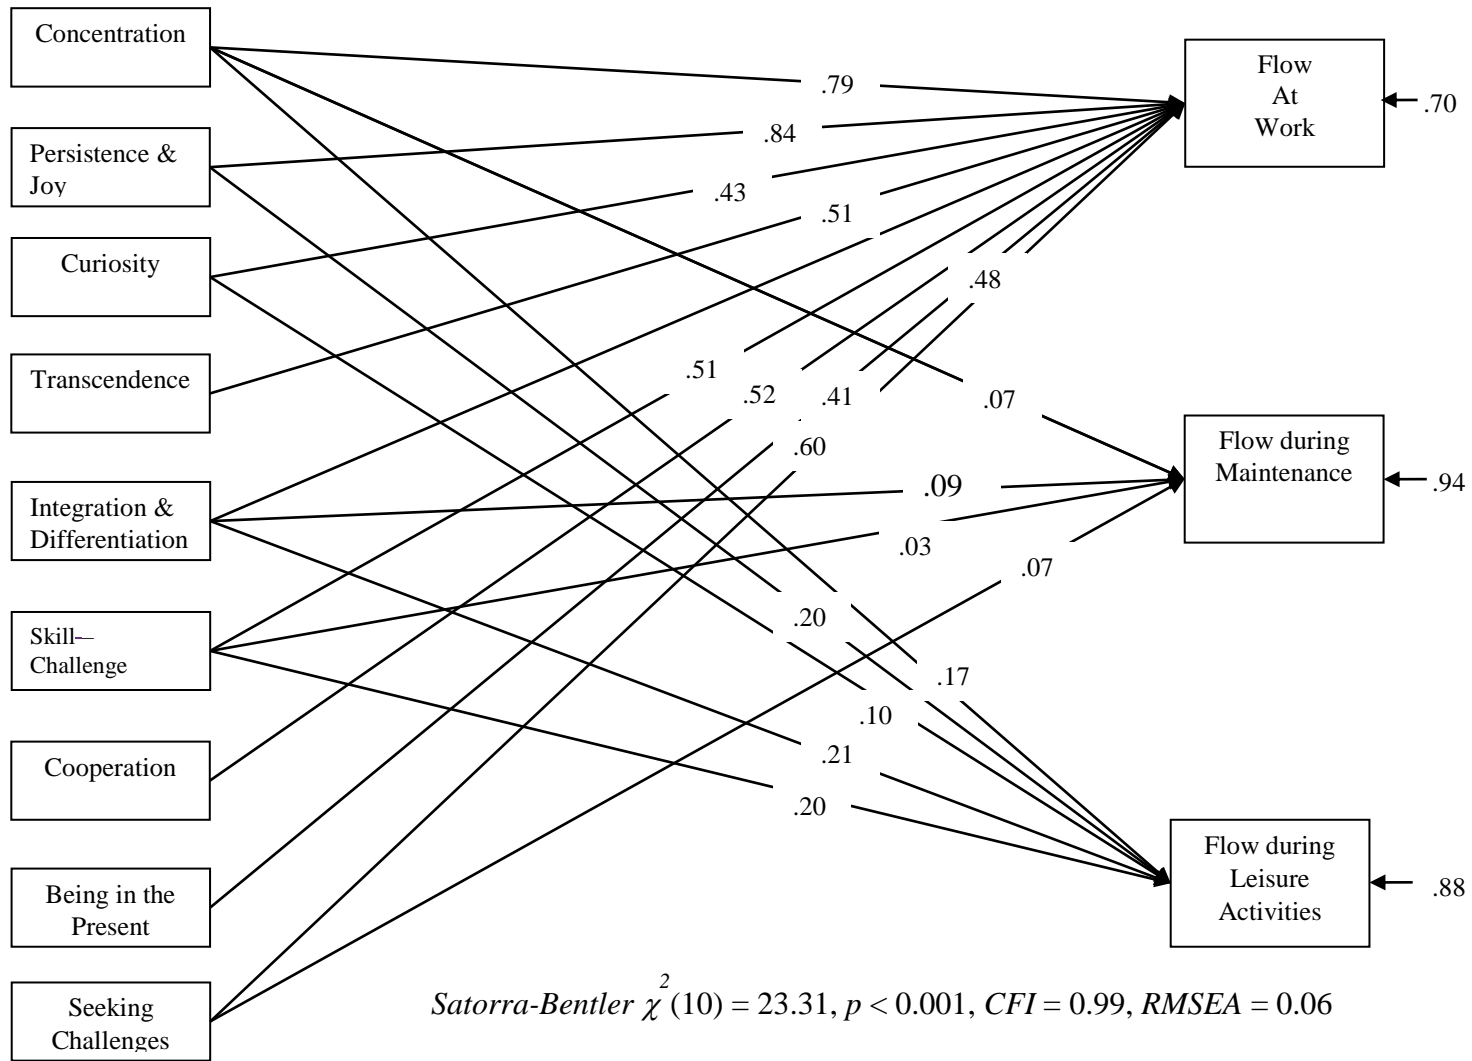 Concentration
Persistence &
Joy
Curiosity
Transcendence
Integration &
Differentiation
Skill-–
Challenge
Cooperation
Being in the
Present
Seeking
Challenges
.79
.84
.43
.51
.48
.51
.52
.41
.60
.07
.09
.03
.07
.20
.17
.10
.21
.20
Flow
At
Work
.70
Flow during
Maintenance
.94
Flow during
Leisure
Activities
.88
Satorra-Bentler χ²(10) = 23.31, p < 0.001, CFI = 0.99, RMSEA = 0.06